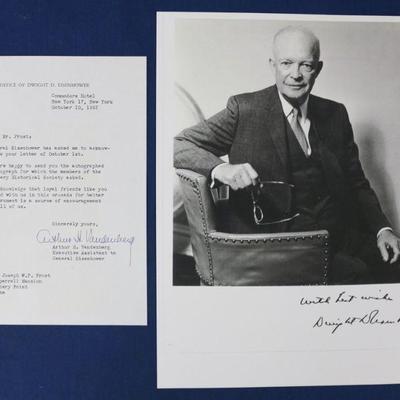 OFFICE OF DWIGHT D. EISENHOWER
Commodore Hotel
New York 17, New York
October 10, 1952
Mr. Frost:
Eisenhower has asked me to acknow-
your letter of October 1st.
happy to send you the autographed
for which the members of the
Historical Society asked.
that loyal friends like you
with us in this crusade for better
is a source of encouragement
all of us.
Sincerely yours,
Arthur H. Vandenberg
Arthur H. Vandenberg
Executive Assistant to
General Eisenhower
Joseph W.P. Frost
Pepperrell Mansion
Point
With best wishes
Dwight D. Eisen